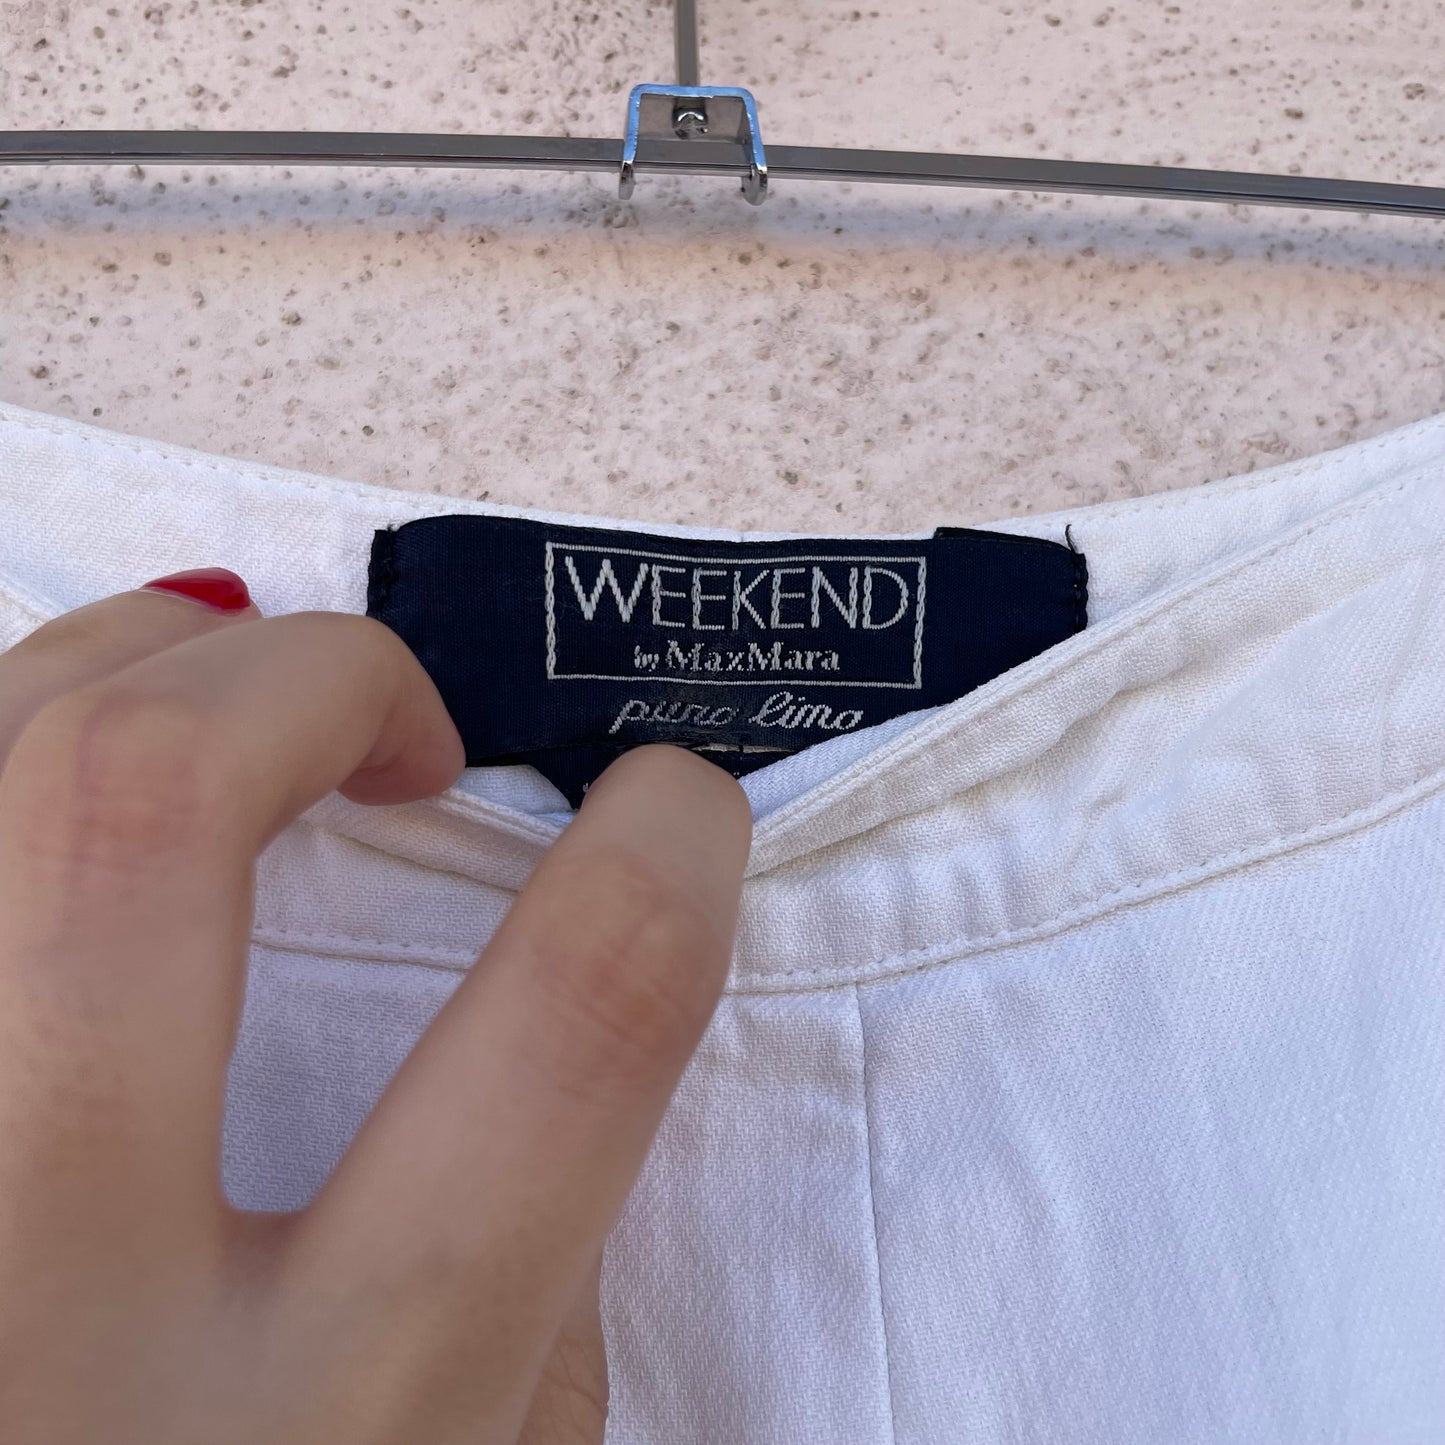 WEEKEND
by MaxMara
puro lino